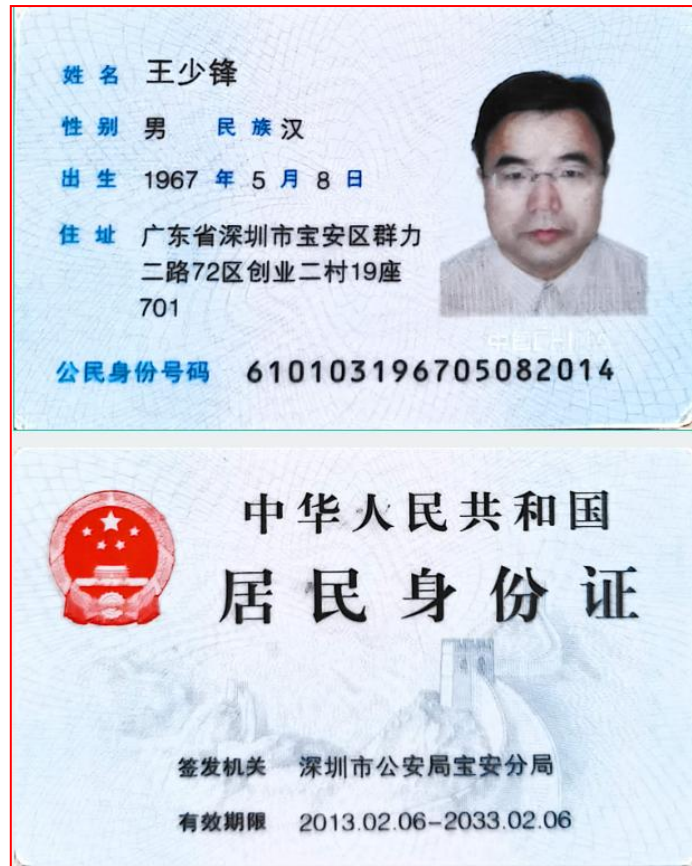 姓名 王少锋
性别 男 民族 汉
出生 1967 年 5 月 8 日
住址 广东省深圳市宝安区群力
二路72区创业二村19座
701
公民身份号码 610103196705082014
中华人民共和国
居民身份证
签发机关 深圳市公安局宝安分局
有效期限 2013.02.06-2033.02.06